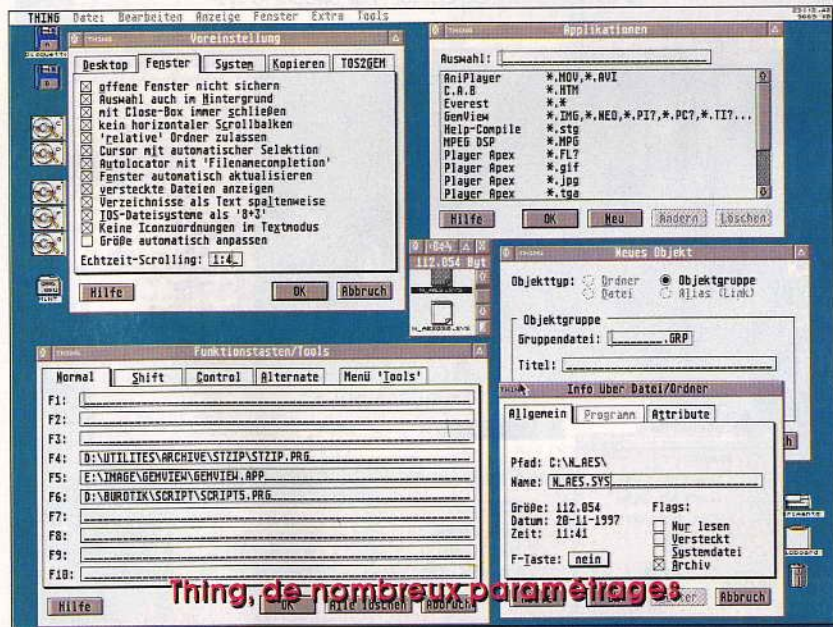 THING Datei Bearbeiten Anzeige Fenster Extra Tools
Voreinstellung
Desktop Fenster System Kopieren TOS2GEM
offene Fenster nicht sichern
Auswahl auch im Hintergrund
mit Close-Box immer schließen
kein horizontaler Scrollbalken
'relative' Ordner zulassen
Cursor mit automatischer Selektion
Autolocator mit 'Filenamecompletion'
Fenster automatisch aktualisieren
versteckte Dateien anzeigen
Verzeichnisse als Text spaltenweise
TOS-Dateisysteme als '8+3'
Keine Iconzuordnungen im Textmodus
Größe automatisch anpassen
Echtzeit-Scrolling: 1:4
Hilfe OK Abbruch
Applikationen
Auswahl:
AniPlayer *.MOV,*.AVI
C.A.B *.HTM
Everest *.*
GemView *.IMG,*.NEO,*.PI?,*.PC?,*.TI?...
Help-Compile *.stg
MPEG DSP *.MPG
Player Apex *.FL?
Player Apex *.gif
Player Apex *.jpg
Player Apex *.tga
Hilfe OK Neu Ändern Löschen
112.054 Byt
N_AES.SYS
Neues Objekt
Objekttyp: Ordner Objektgruppe
Datei Alias (Link)
Objektgruppe
Gruppendatei: .GRP
Titel:
Funktionstasten/Tools
Normal Shift Control Alternate Menü 'Tools'
F1:
F2:
F3:
F4: D:\UTILITES\ARCHIVE\STZIP\STZIP.PRG
F5: E:\IMAGE\GEMVIEW\GEMVIEW.APP
F6: D:\BUROTIK\SCRIPT\SCRIPT5.PRG
F7:
F8:
F9:
F10:
Hilfe OK Alle löschen Abbruch
Info über Datei/Ordner
Allgemein Programm Attribute
Pfad: C:\N_AES\
Name: N_AES.SYS
Größe: 112.054 Flags:
Datum: 20-11-1997 Nur lesen
Zeit: 11:41 Versteckt
Systemdatei
F-Taste: nein Archiv
Abbruch
Thing, de nombreux paramètrages